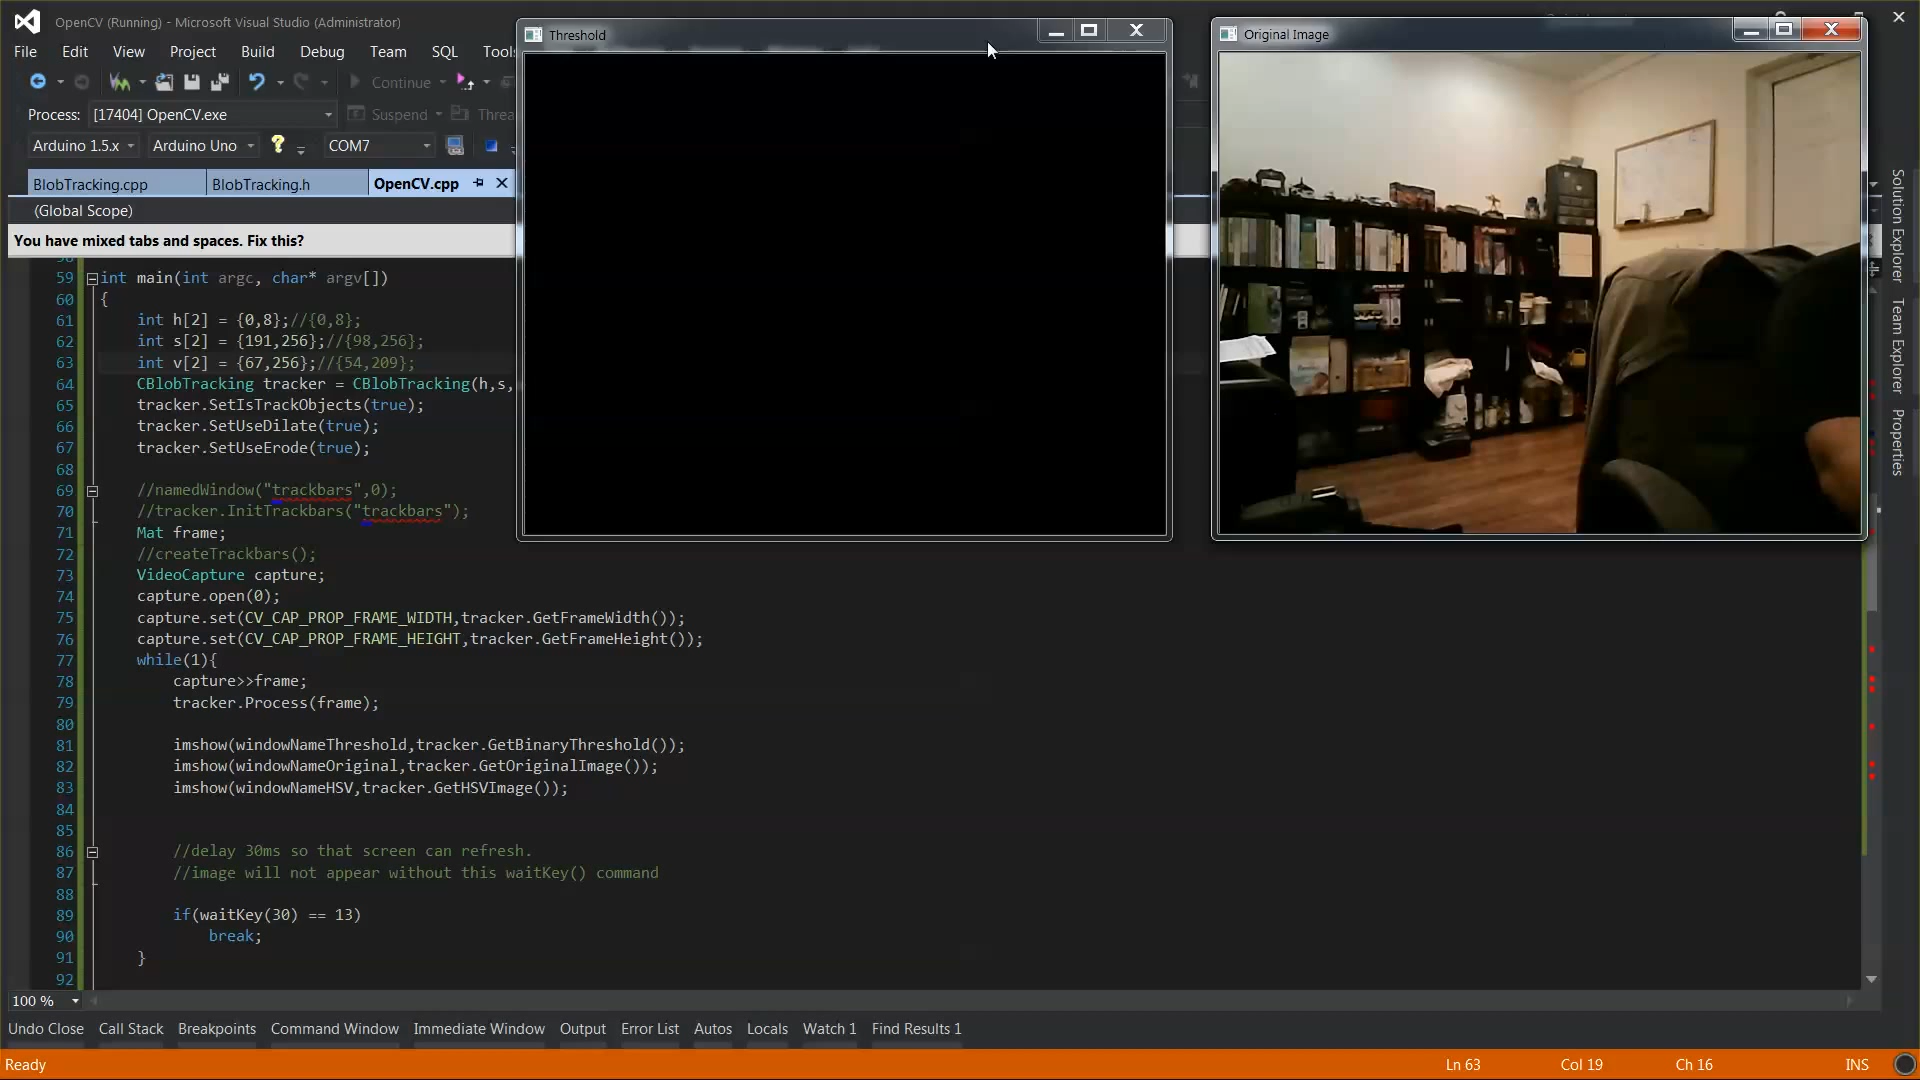 OpenCV (Running) - Microsoft Visual Studio (Administrator)
File Edit View Project Build Debug Team SQL Tools
Continue
Process: [17404] OpenCV.exe Suspend Threa
Arduino 1.5.x Arduino Uno COM7
BlobTracking.cpp BlobTracking.h OpenCV.cpp
(Global Scope)
You have mixed tabs and spaces. Fix this?
59 int main(int argc, char* argv[])
60 {
61 int h[2] = {0,8};//{0,8};
62 int s[2] = {191,256};//{98,256};
63 int v[2] = {67,256};//{54,209};
64 CBlobTracking tracker = CBlobTracking(h,s,
65 tracker.SetIsTrackObjects(true);
66 tracker.SetUseDilate(true);
67 tracker.SetUseErode(true);
68
69 //namedWindow("trackbars",0);
70 //tracker.InitTrackbars("trackbars");
71 Mat frame;
72 //createTrackbars();
73 VideoCapture capture;
74 capture.open(0);
75 capture.set(CV_CAP_PROP_FRAME_WIDTH,tracker.GetFrameWidth());
76 capture.set(CV_CAP_PROP_FRAME_HEIGHT,tracker.GetFrameHeight());
77 while(1){
78 capture>>frame;
79 tracker.Process(frame);
80
81 imshow(windowNameThreshold,tracker.GetBinaryThreshold());
82 imshow(windowNameOriginal,tracker.GetOriginalImage());
83 imshow(windowNameHSV,tracker.GetHSVImage());
84
85
86 //delay 30ms so that screen can refresh.
87 //image will not appear without this waitKey() command
88
89 if(waitKey(30) == 13)
90 break;
91 }
92
100 %
Undo Close Call Stack Breakpoints Command Window Immediate Window Output Error List Autos Locals Watch 1 Find Results 1
Ready Ln 63 Col 19 Ch 16 INS
Threshold
Original Image
Solution Explorer
Team Explorer
Properties